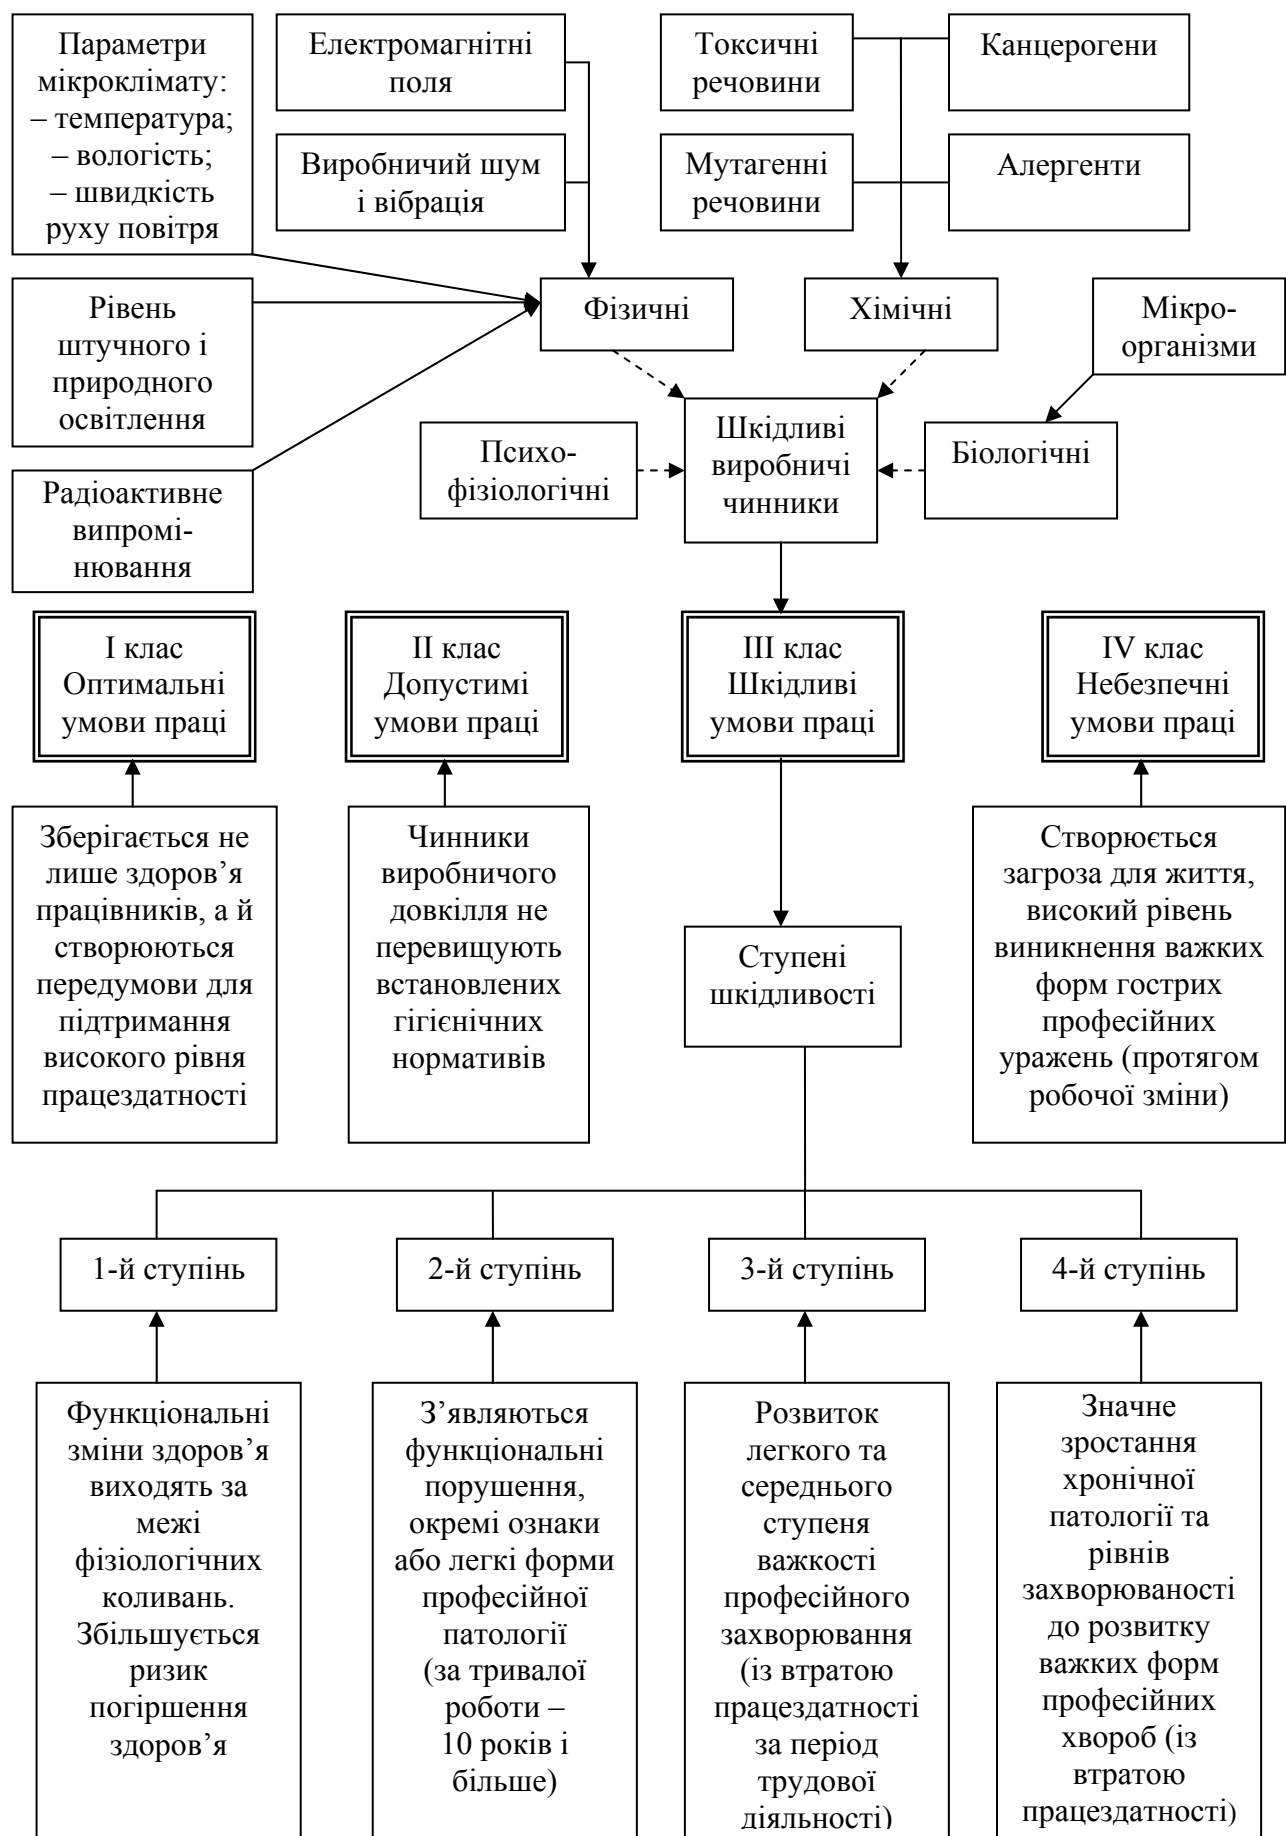 Параметри
мікроклімату:
– температура;
– вологість;
– швидкість
руху повітря
Електромагнітні
поля
Токсичні
речовини
Канцерогени
Виробничий шум
і вібрація
Мутагенні
речовини
Алергенти
Рівень
штучного і
природного
освітлення
Фізичні
Хімічні
Мікро-
організми
Радіоактивне
випромі-
нювання
Психо-
фізіологічні
Шкідливі
виробничі
чинники
Біологічні
I клас
Оптимальні
умови праці
II клас
Допустимі
умови праці
III клас
Шкідливі
умови праці
IV клас
Небезпечні
умови праці
Зберігається не
лише здоров’я
працівників, а й
створюються
передумови для
підтримання
високого рівня
працездатності
Чинники
виробничого
довкілля не
перевищують
встановлених
гігієнічних
нормативів
Ступені
шкідливості
Створюється
загроза для життя,
високий рівень
виникнення важких
форм гострих
професійних
уражень (протягом
робочої зміни)
1-й ступінь
2-й ступінь
3-й ступінь
4-й ступінь
Функціональні
зміни здоров’я
виходять за
межі
фізіологічних
коливань.
Збільшується
ризик
погіршення
здоров’я
З’являються
функціональні
порушення,
окремі ознаки
або легкі форми
професійної
патології
(за тривалої
роботи –
10 років і
більше)
Розвиток
легкого та
середнього
ступеня
важкості
професійного
захворювання
(із втратою
працездатності
за період
трудової
діяльності)
Значне
зростання
хронічної
патології та
рівнів
захворюваності
до розвитку
важких форм
професійних
хвороб (із
втратою
працездатності)